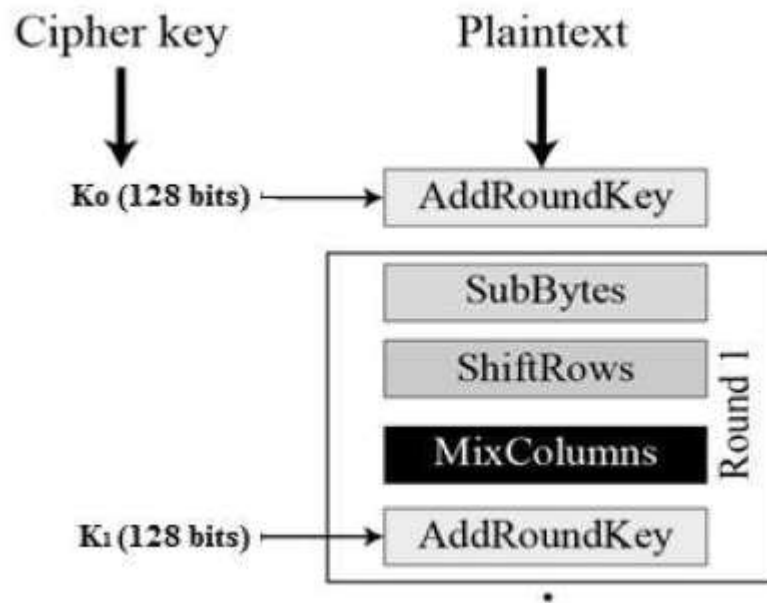 Cipher key
Plaintext
K0 (128 bits)
AddRoundKey
SubBytes
ShiftRows
MixColumns
Round 1
K1 (128 bits)
AddRoundKey